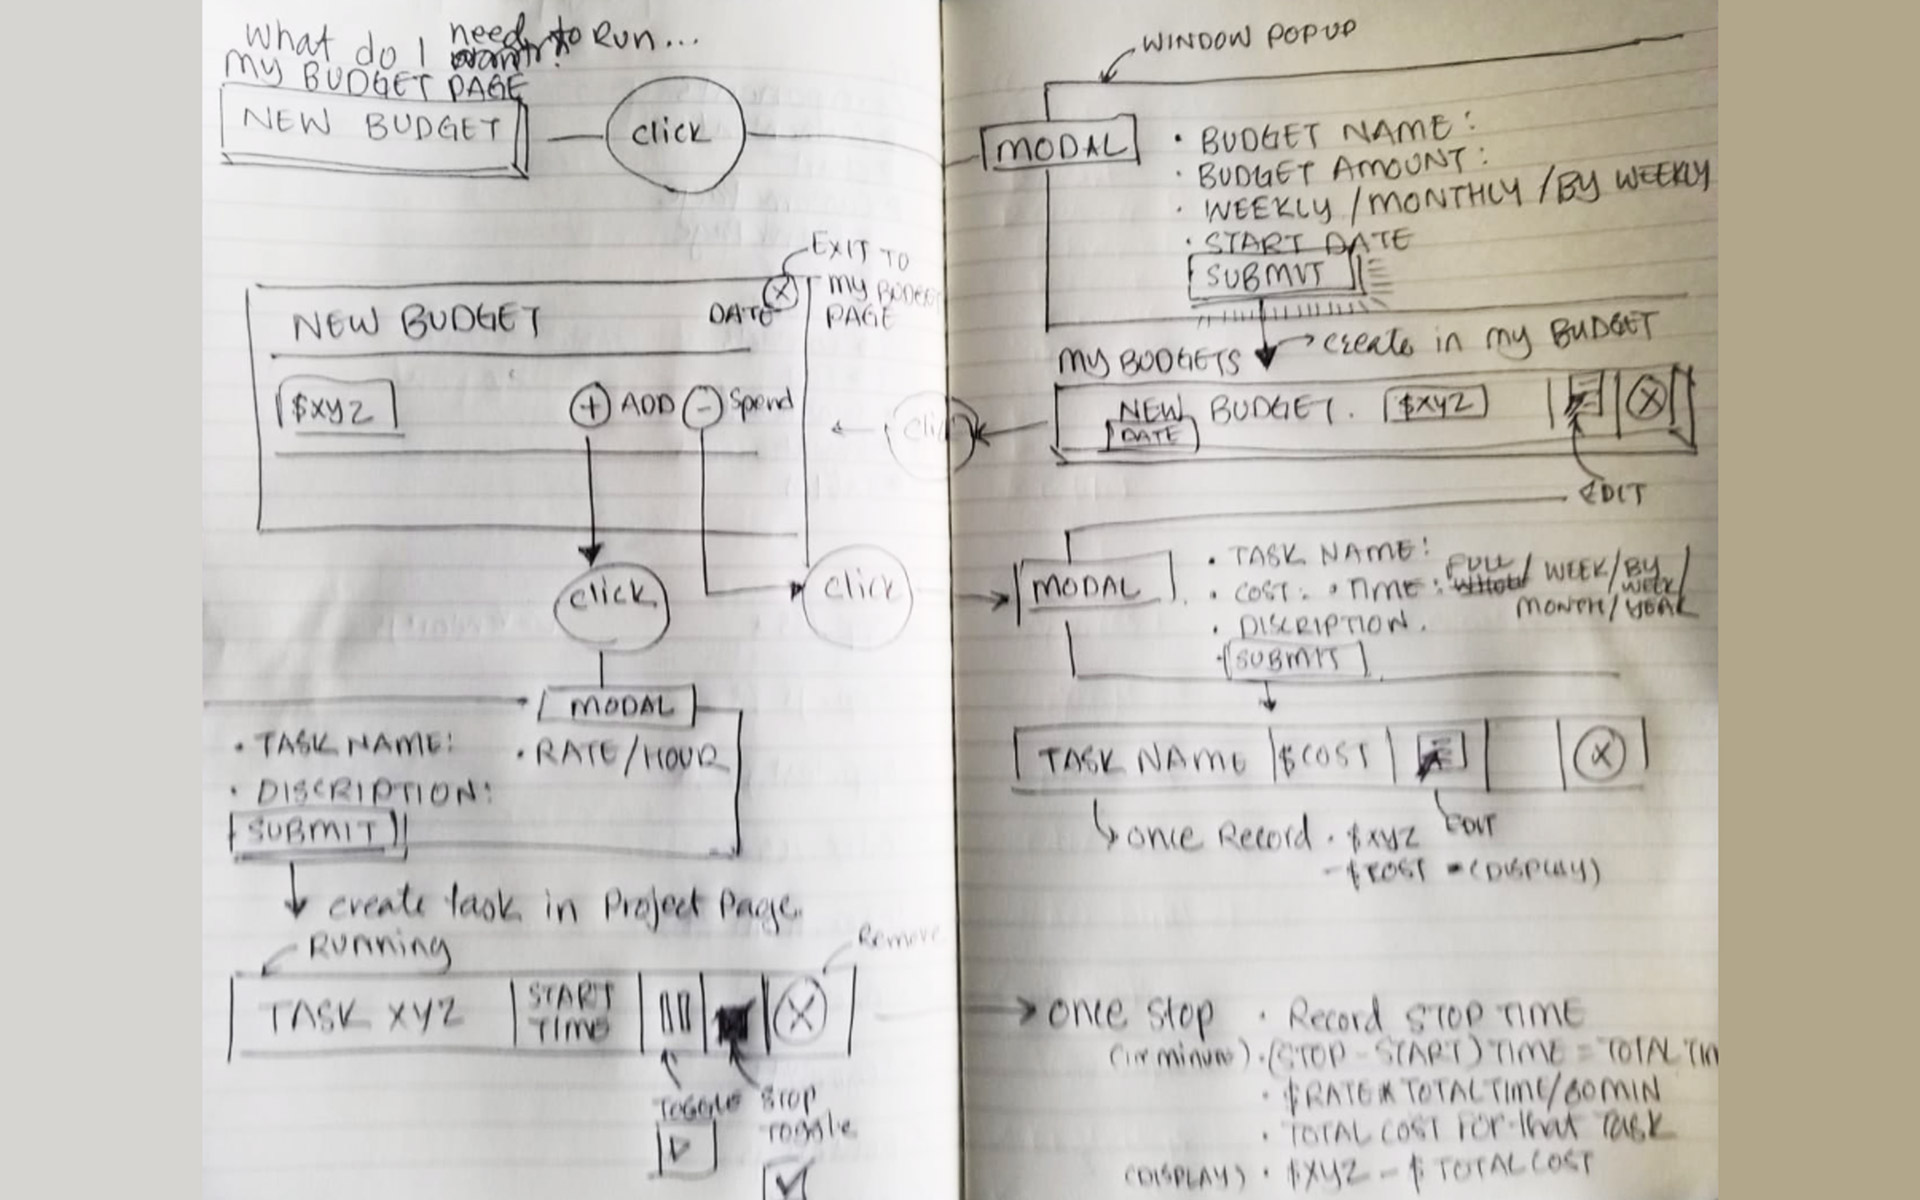 What do I need to RUN...
MY BUDGET PAGE
NEW BUDGET
click
EXIT TO
MY BUDGET
PAGE
NEW BUDGET
DATE
X
$XYZ
+ ADD - Spend
click
click
MODAL
• TASK NAME: • RATE/HOUR
• DISCRIPTION:
SUBMIT
create task in Project Page.
RUNNING
Remove
TASK XYZ
START
TIME
X
TOGGLE
STOP
TOGGLE
WINDOW POPUP
MODAL
• BUDGET NAME:
• BUDGET AMOUNT:
• WEEKLY/MONTHLY/BY WEEKLY
• START DATE
SUBMIT
create in MY BUDGET
MY BUDGETS
NEW BUDGET. $XYZ X
DATE
EDIT
MODAL
• TASK NAME:
• COST: • TIME: FULL/ WEEK/BY
WEEK/
MONTH/YEAR
• DISCRIPTION.
• SUBMIT
TASK NAME $COST X
EDIT
once Record • $XYZ
- $COST = (DISPLAY)
once stop • Record STOP TIME
• (STOP - START) TIME = TOTAL
• $RATE * TOTAL TIME/60MIN
• TOTAL COST FOR that TASK
(DISPLAY) • $XYZ - $ TOTAL COST